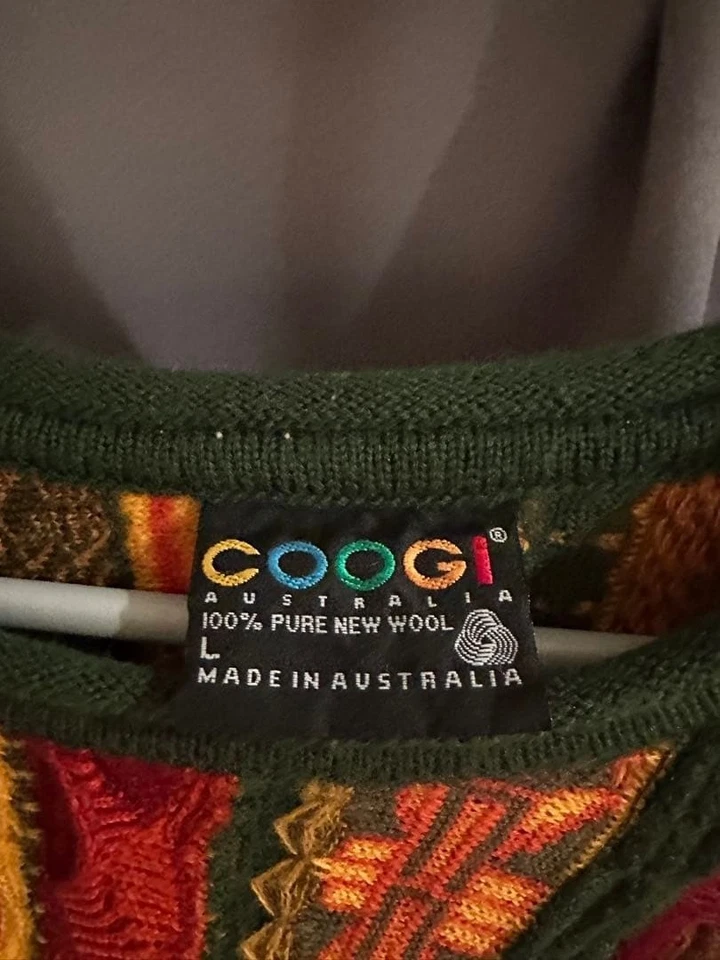 COOGI®
AUSTRALIA
100% PURE NEW WOOL
L
MADE IN AUSTRALIA